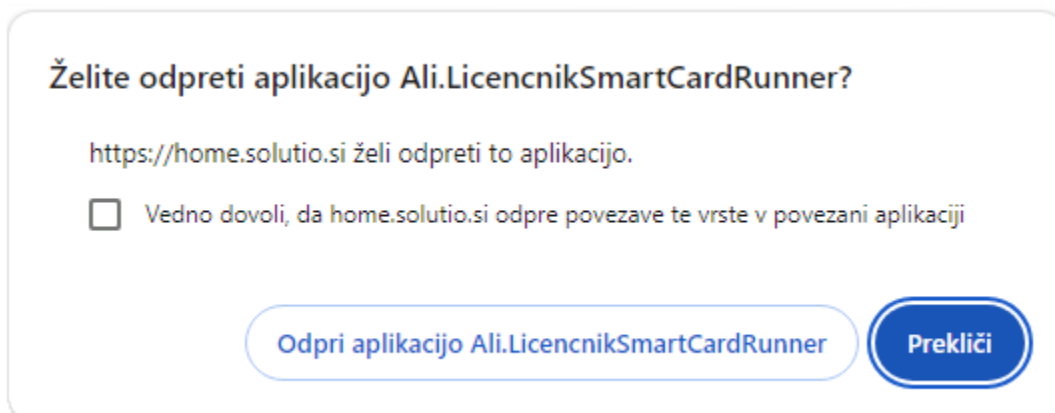 Želite odpreti aplikacijo Ali.LicencnikSmartCardRunner?
https://home.solutio.si želi odpreti to aplikacijo.
Vedno dovoli, da home.solutio.si odpre povezave te vrste v povezani aplikaciji
Odpri aplikacijo Ali.LicencnikSmartCardRunner
Prekliči